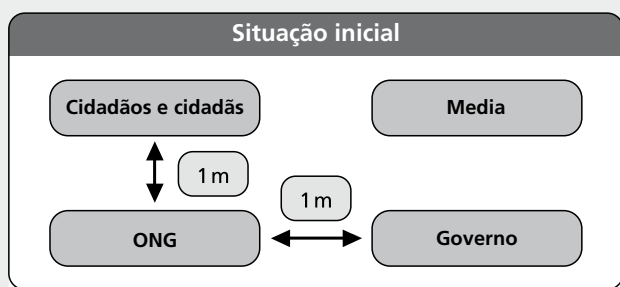 Situação inicial
Cidadãos e cidadãs
Media
1 m
1 m
ONG
Governo